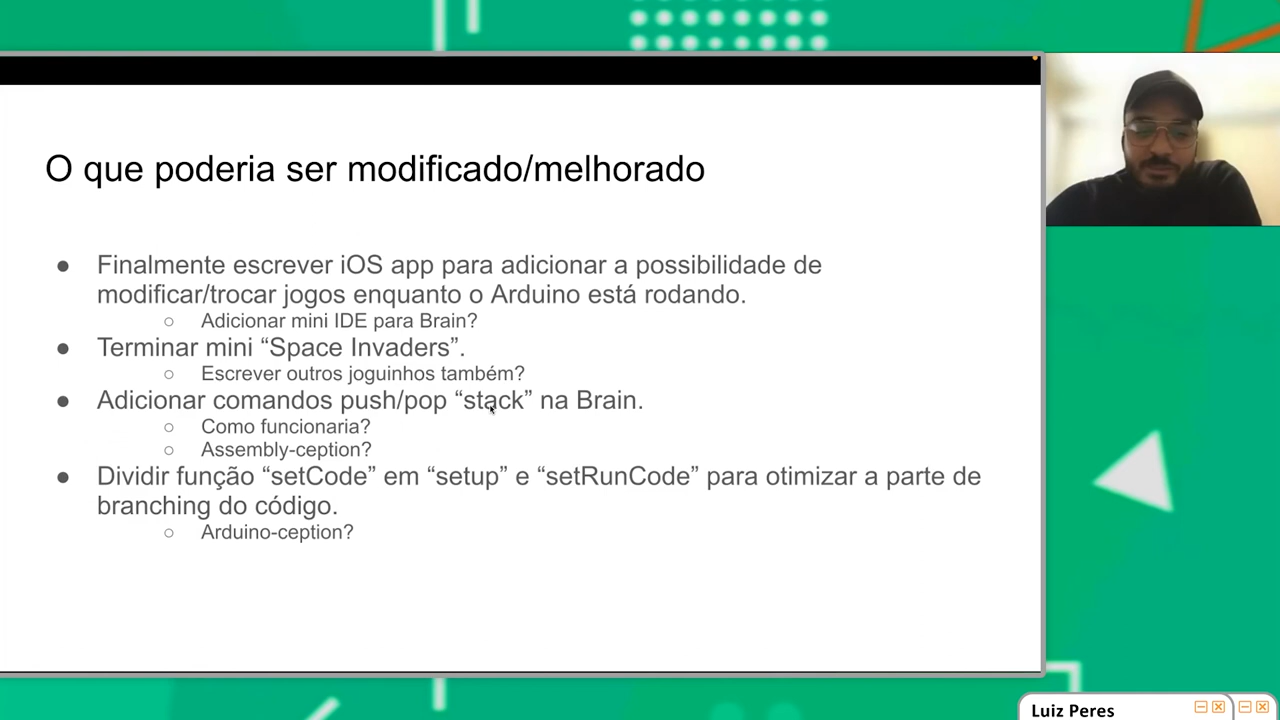 O que poderia ser modificado/melhorado
● Finalmente escrever iOS app para adicionar a possibilidade de
modificar/trocar jogos enquanto o Arduino está rodando.
○ Adicionar mini IDE para Brain?
● Terminar mini “Space Invaders”.
○ Escrever outros joguinhos também?
● Adicionar comandos push/pop “stack” na Brain.
○ Como funcionaria?
○ Assembly-ception?
● Dividir função “setCode” em “setup” e “setRunCode” para otimizar a parte de
branching do código.
○ Arduino-ception?
Luiz Peres